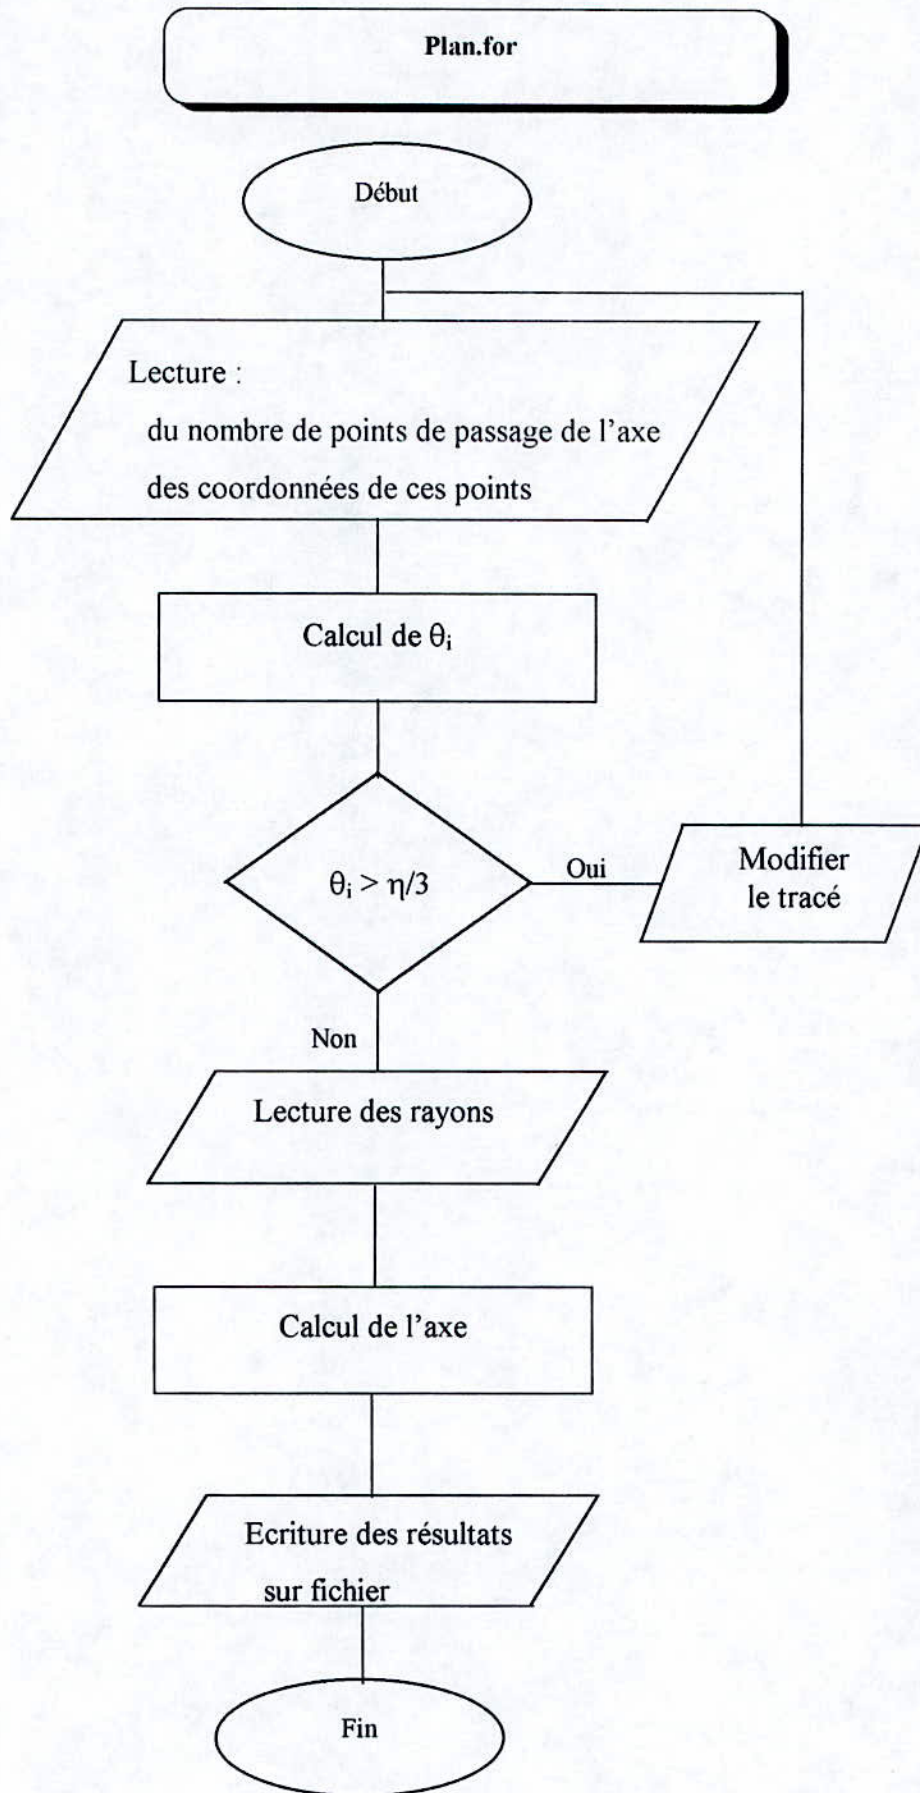 Plan.for
Début
Lecture :
du nombre de points de passage de l'axe
des coordonnées de ces points
Calcul de θi
θi > η/3
Oui
Modifier
le tracé
Non
Lecture des rayons
Calcul de l'axe
Ecriture des résultats
sur fichier
Fin